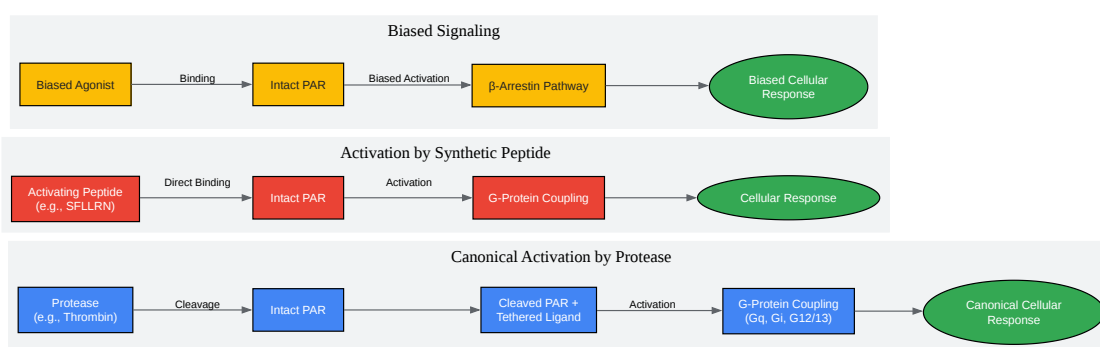 Biased Signaling
Biased Agonist
Binding
Intact PAR
Biased Activation
β-Arrestin Pathway
Biased Cellular
Response
Activation by Synthetic Peptide
Activating Peptide
(e.g., SFLLRN)
Direct Binding
Intact PAR
Activation
G-Protein Coupling
Cellular Response
Canonical Activation by Protease
Protease
(e.g., Thrombin)
Cleavage
Intact PAR
Cleaved PAR +
Tethered Ligand
Activation
G-Protein Coupling
(Gq, Gi, G12/13)
Canonical Cellular
Response